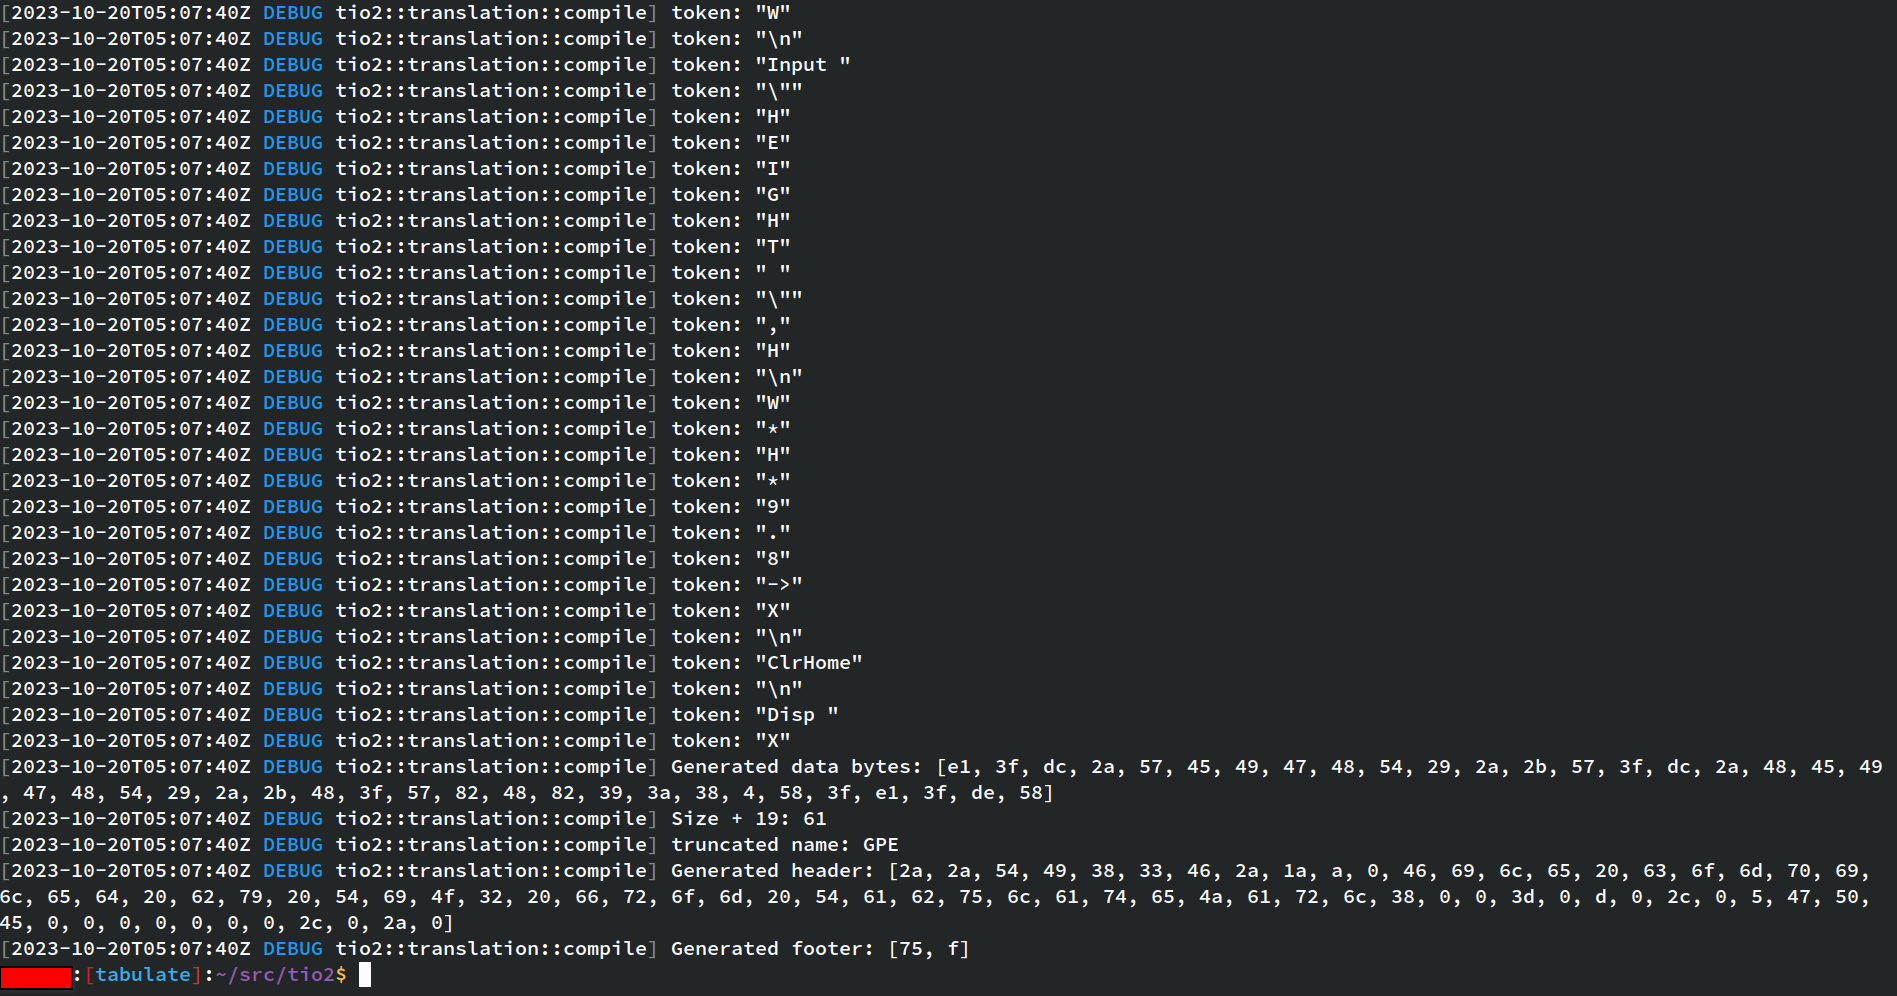 [2023-10-20T05:07:40Z DEBUG tio2::translation::compile] token: "W"
[2023-10-20T05:07:40Z DEBUG tio2::translation::compile] token: "\n"
[2023-10-20T05:07:40Z DEBUG tio2::translation::compile] token: "Input "
[2023-10-20T05:07:40Z DEBUG tio2::translation::compile] token: "\""
[2023-10-20T05:07:40Z DEBUG tio2::translation::compile] token: "H"
[2023-10-20T05:07:40Z DEBUG tio2::translation::compile] token: "E"
[2023-10-20T05:07:40Z DEBUG tio2::translation::compile] token: "I"
[2023-10-20T05:07:40Z DEBUG tio2::translation::compile] token: "G"
[2023-10-20T05:07:40Z DEBUG tio2::translation::compile] token: "H"
[2023-10-20T05:07:40Z DEBUG tio2::translation::compile] token: "T"
[2023-10-20T05:07:40Z DEBUG tio2::translation::compile] token: " "
[2023-10-20T05:07:40Z DEBUG tio2::translation::compile] token: "\""
[2023-10-20T05:07:40Z DEBUG tio2::translation::compile] token: ","
[2023-10-20T05:07:40Z DEBUG tio2::translation::compile] token: "H"
[2023-10-20T05:07:40Z DEBUG tio2::translation::compile] token: "\n"
[2023-10-20T05:07:40Z DEBUG tio2::translation::compile] token: "W"
[2023-10-20T05:07:40Z DEBUG tio2::translation::compile] token: "*"
[2023-10-20T05:07:40Z DEBUG tio2::translation::compile] token: "H"
[2023-10-20T05:07:40Z DEBUG tio2::translation::compile] token: "*"
[2023-10-20T05:07:40Z DEBUG tio2::translation::compile] token: "9"
[2023-10-20T05:07:40Z DEBUG tio2::translation::compile] token: "."
[2023-10-20T05:07:40Z DEBUG tio2::translation::compile] token: "8"
[2023-10-20T05:07:40Z DEBUG tio2::translation::compile] token: "->"
[2023-10-20T05:07:40Z DEBUG tio2::translation::compile] token: "X"
[2023-10-20T05:07:40Z DEBUG tio2::translation::compile] token: "\n"
[2023-10-20T05:07:40Z DEBUG tio2::translation::compile] token: "ClrHome"
[2023-10-20T05:07:40Z DEBUG tio2::translation::compile] token: "\n"
[2023-10-20T05:07:40Z DEBUG tio2::translation::compile] token: "Disp "
[2023-10-20T05:07:40Z DEBUG tio2::translation::compile] token: "X"
[2023-10-20T05:07:40Z DEBUG tio2::translation::compile] Generated data bytes: [e1, 3f, dc, 2a, 57, 45, 49, 47, 48, 54, 29, 2a, 2b, 57, 3f, dc, 2a, 48, 45, 49
, 47, 48, 54, 29, 2a, 2b, 48, 3f, 57, 82, 48, 82, 39, 3a, 38, 4, 58, 3f, e1, 3f, de, 58]
[2023-10-20T05:07:40Z DEBUG tio2::translation::compile] Size + 19: 61
[2023-10-20T05:07:40Z DEBUG tio2::translation::compile] truncated name: GPE
[2023-10-20T05:07:40Z DEBUG tio2::translation::compile] Generated header: [2a, 2a, 54, 49, 38, 33, 46, 2a, 1a, a, 0, 46, 69, 6c, 65, 20, 63, 6f, 6d, 70, 69,
6c, 65, 64, 20, 62, 79, 20, 54, 69, 4f, 32, 20, 66, 72, 6f, 6d, 20, 54, 61, 62, 75, 6c, 61, 74, 65, 4a, 61, 72, 6c, 38, 0, 0, 3d, 0, d, 0, 2c, 0, 5, 47, 50,
45, 0, 0, 0, 0, 0, 0, 0, 2c, 0, 2a, 0]
[2023-10-20T05:07:40Z DEBUG tio2::translation::compile] Generated footer: [75, f]
:[tabulate]:~/src/tio2$